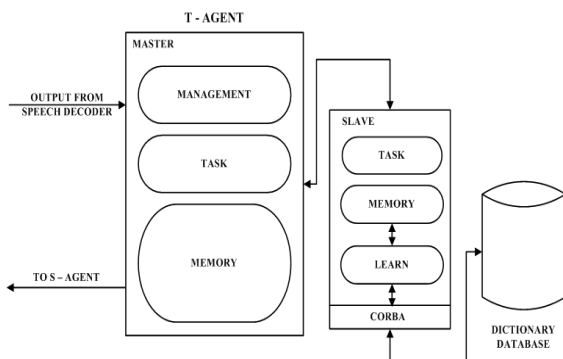 T - AGENT
MASTER
OUTPUT FROM
SPEECH DECODER
MANAGEMENT
TASK
MEMORY
TO S – AGENT
SLAVE
TASK
MEMORY
LEARN
CORBA
DICTIONARY
DATABASE